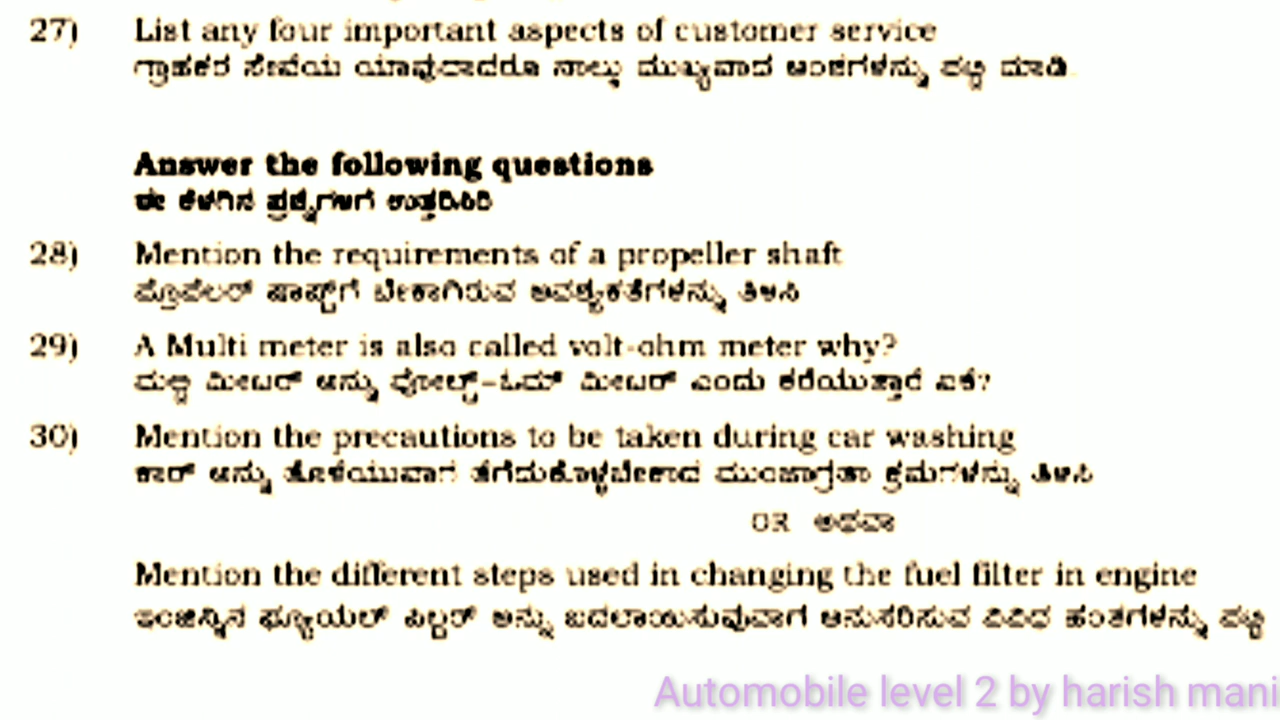 27) List any four important aspects of customer service
ಗ್ರಾಹಕರ ಸೇವೆಯ ಯಾವುದಾದರೂ ನಾಲ್ಕು ಮುಖ್ಯವಾದ ಅಂಶಗಳನ್ನು ಪಟ್ಟಿ ಮಾಡಿ.
Answer the following questions
ಈ ಕೆಳಗಿನ ಪ್ರಶ್ನೆಗಳಿಗೆ ಉತ್ತರಿಸಿರಿ
28) Mention the requirements of a propeller shaft
ಪ್ರೊಪೆಲರ್ ಷಾಫ್ಟ್‌ಗೆ ಬೇಕಾಗಿರುವ ಅವಶ್ಯಕತೆಗಳನ್ನು ತಿಳಿಸಿ
29) A Multi meter is also called volt-ohm meter why?
ಮಲ್ಟಿ ಮೀಟರ್ ಅನ್ನು ವೋಲ್ಟ್-ಓಮ್ ಮೀಟರ್ ಎಂದು ಕರೆಯುತ್ತಾರೆ ಏಕೆ?
30) Mention the precautions to be taken during car washing
ಕಾರ್ ಅನ್ನು ತೊಳೆಯುವಾಗ ತೆಗೆದುಕೊಳ್ಳಬೇಕಾದ ಮುಂಜಾಗ್ರತಾ ಕ್ರಮಗಳನ್ನು ತಿಳಿಸಿ
OR ಅಥವಾ
Mention the different steps used in changing the fuel filter in engine
ಇಂಜಿನ್ನಿನ ಫ್ಯೂಯೆಲ್ ಫಿಲ್ಟರ್ ಅನ್ನು ಬದಲಾಯಿಸುವುವಾಗ ಅನುಸರಿಸುವ ವಿವಿಧ ಹಂತಗಳನ್ನು ಪಟ್ಟಿ
Automobile level 2 by harish mani